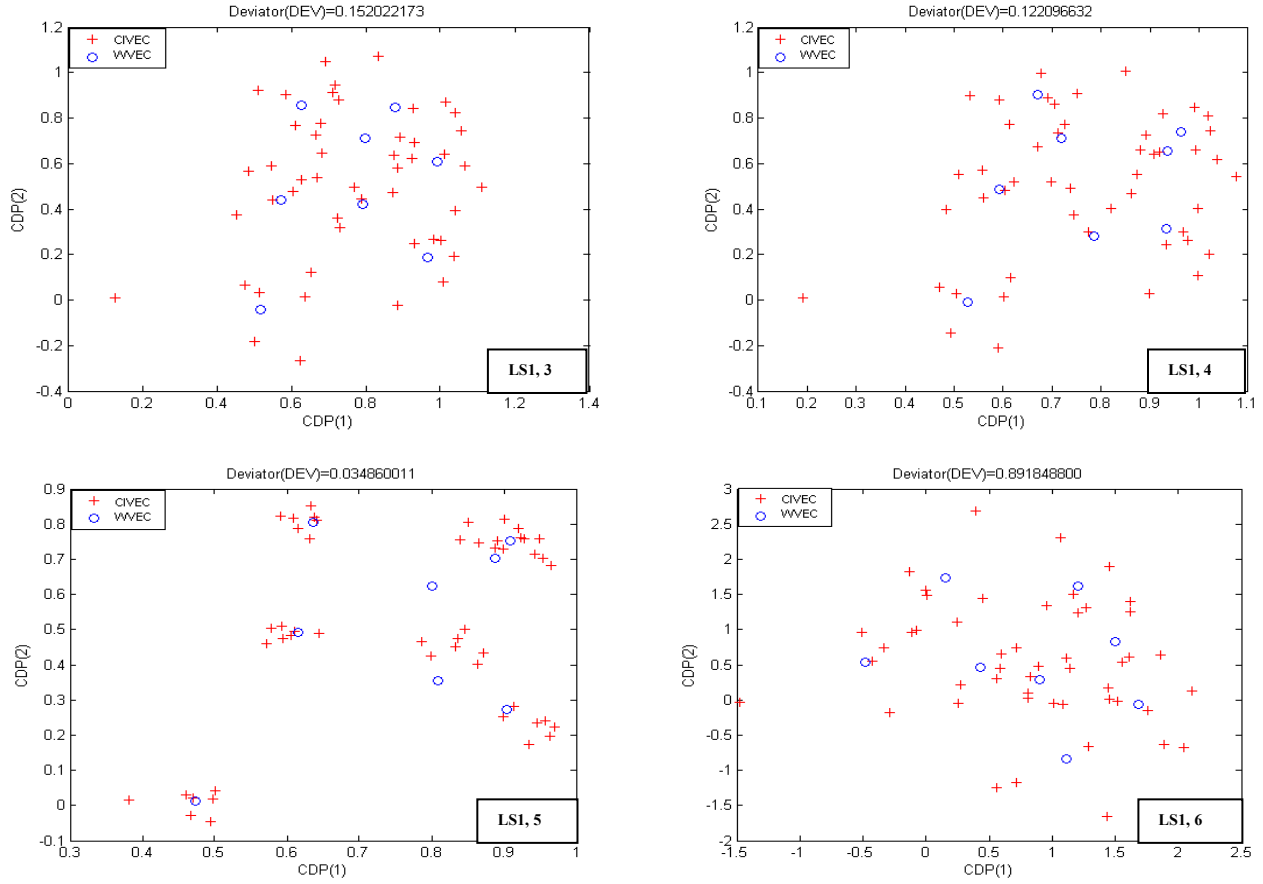 Deviator(DEV)=0.152022173
CIVEC
WVEC
CDP(2)
1.2
1
0.8
0.6
0.4
0.2
0
-0.2
-0.4
0 0.2 0.4 0.6 0.8 1 1.2 1.4
CDP(1)
LS1, 3
Deviator(DEV)=0.122096632
CIVEC
WVEC
CDP(2)
1.2
1
0.8
0.6
0.4
0.2
0
-0.2
-0.4
0.1 0.2 0.3 0.4 0.5 0.6 0.7 0.8 0.9 1 1.1
CDP(1)
LS1, 4
Deviator(DEV)=0.034860011
CIVEC
WVEC
CDP(2)
0.9
0.8
0.7
0.6
0.5
0.4
0.3
0.2
0.1
0
-0.1
0.3 0.4 0.5 0.6 0.7 0.8 0.9 1
CDP(1)
LS1, 5
Deviator(DEV)=0.891848800
CIVEC
WVEC
CDP(2)
3
2.5
2
1.5
1
0.5
0
-0.5
-1
-1.5
-2
-1.5 -1 -0.5 0 0.5 1 1.5 2 2.5
CDP(1)
LS1, 6